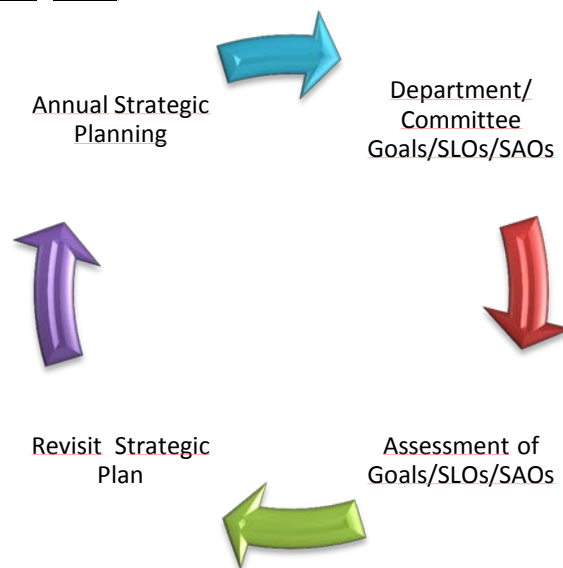 Annual Strategic
Planning
Department/
Committee
Goals/SLOs/SAOs
Revisit Strategic
Plan
Assessment of
Goals/SLOs/SAOs